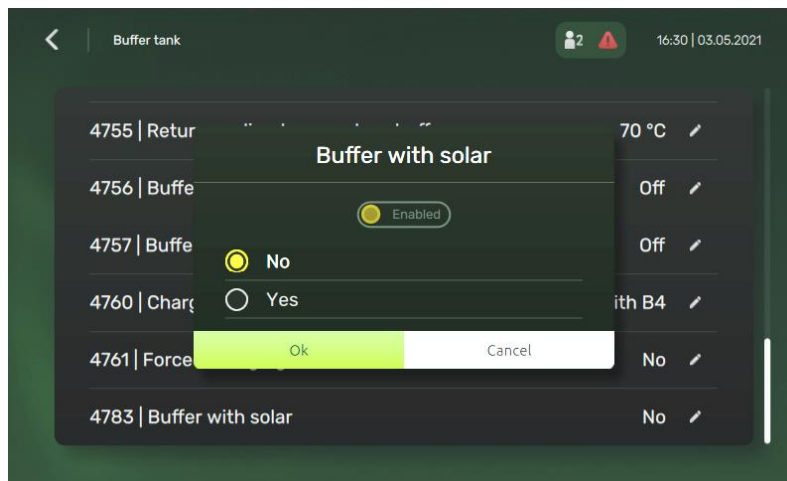 Buffer tank
2
16:30 | 03.05.2021
4755 | Retur
70 °C
Buffer with solar
4756 | Buffe
Off
Enabled
4757 | Buffe
Off
No
Yes
4760 | Charg
ith B4
Ok
Cancel
4761 | Force
No
4783 | Buffer with solar
No